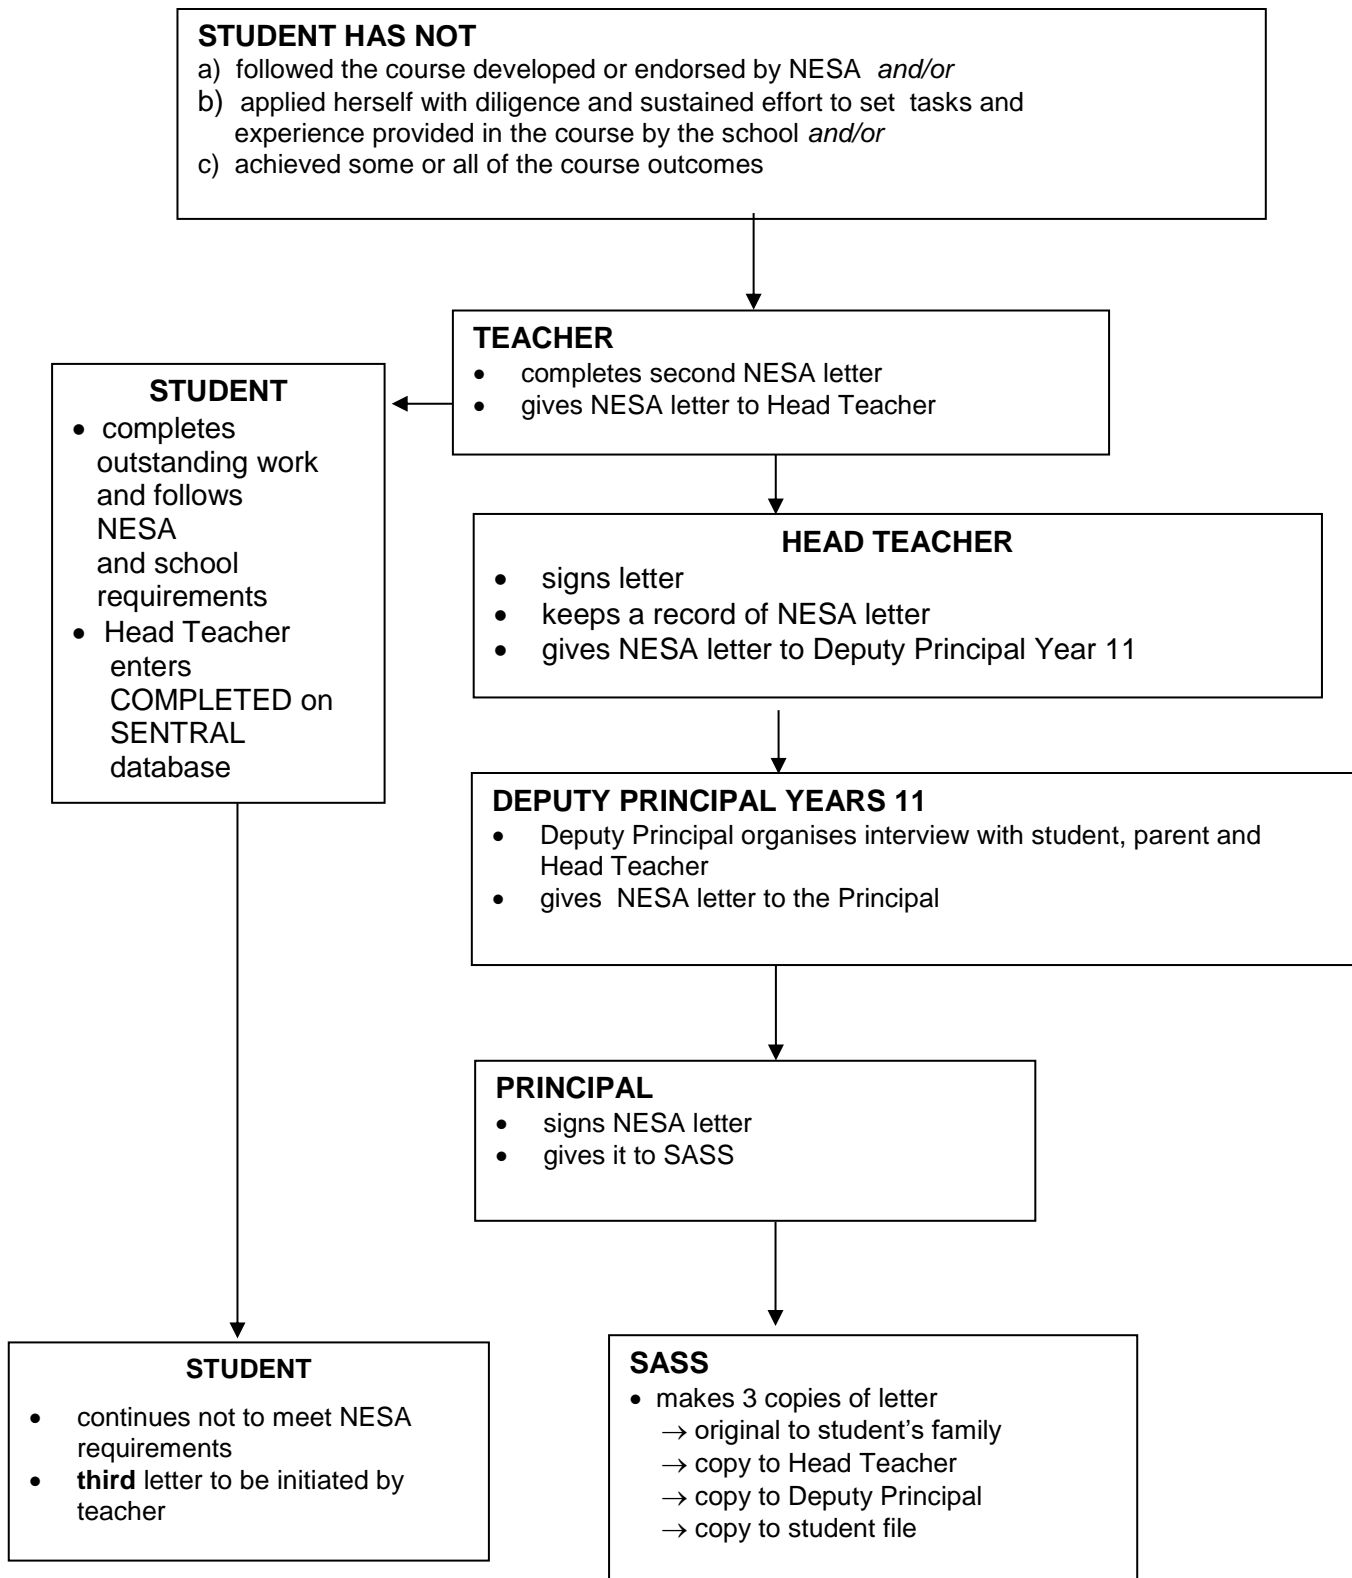 STUDENT HAS NOT
a) followed the course developed or endorsed by NESA and/or
b) applied herself with diligence and sustained effort to set tasks and
experience provided in the course by the school and/or
c) achieved some or all of the course outcomes
TEACHER
• completes second NESA letter
• gives NESA letter to Head Teacher
STUDENT
• completes
outstanding work
and follows
NESA
and school
requirements
• Head Teacher
enters
COMPLETED on
SENTRAL
database
HEAD TEACHER
• signs letter
• keeps a record of NESA letter
• gives NESA letter to Deputy Principal Year 11
DEPUTY PRINCIPAL YEARS 11
• Deputy Principal organises interview with student, parent and
Head Teacher
• gives NESA letter to the Principal
PRINCIPAL
• signs NESA letter
• gives it to SASS
STUDENT
• continues not to meet NESA
requirements
• third letter to be initiated by
teacher
SASS
• makes 3 copies of letter
→ original to student’s family
→ copy to Head Teacher
→ copy to Deputy Principal
→ copy to student file